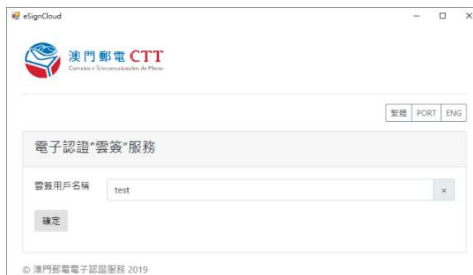 eSignCloud
澳門郵電 CTT
Correios e Telecomunicações de Macau
繁體 PORT ENG
電子認證"雲簽"服務
雲簽用戶名稱 test ×
確定
© 澳門郵電電子認證服務 2019